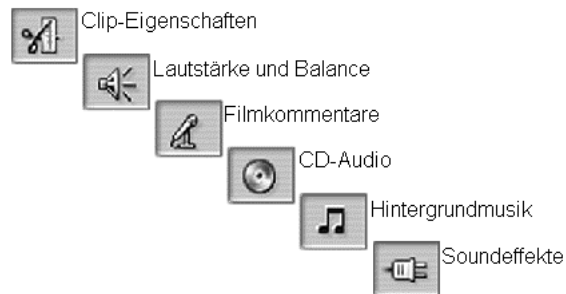 Clip-Eigenschaften
Lautstärke und Balance
Filmkommentare
CD-Audio
Hintergrundmusik
Soundeffekte